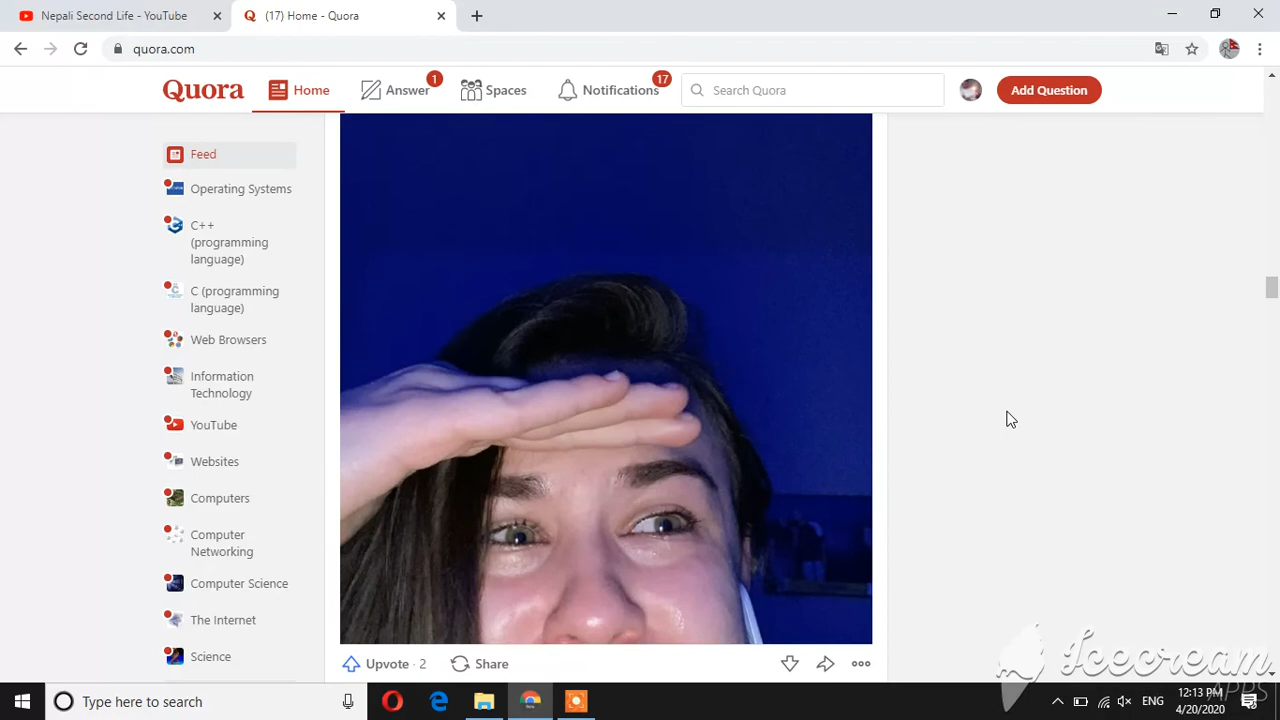 Nepali Second Life - YouTube
(17) Home - Quora
quora.com
Quora
Home
Answer
1
Spaces
Notifications
17
Search Quora
Add Question
Feed
Operating Systems
C++
(programming
language)
C (programming
language)
Web Browsers
Information
Technology
YouTube
Websites
Computers
Computer
Networking
Computer Science
The Internet
Science
Upvote · 2
Share
Icecream
APPS
Type here to search
ENG
12:13 PM
4/20/2020